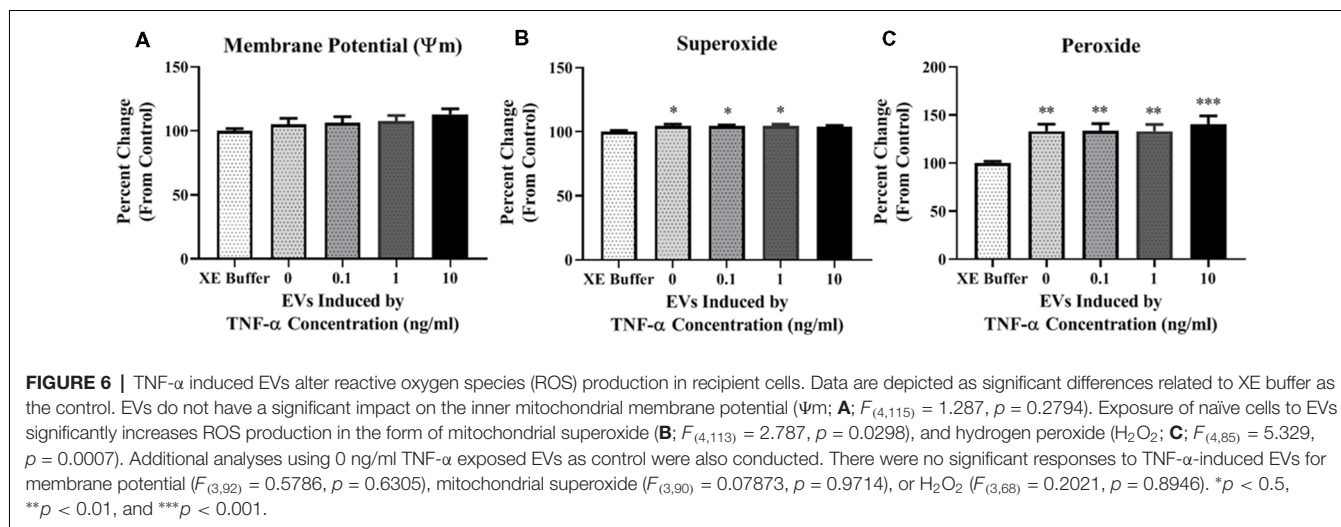 A
Membrane Potential (Ψm)
Percent Change
(From Control)
150
100
50
0
XE Buffer 0 0.1 1 10
EVs Induced by
TNF-α Concentration (ng/ml)
B
Superoxide
Percent Change
(From Control)
150
100
50
0
* * *
XE Buffer 0 0.1 1 10
EVs Induced by
TNF-α Concentration (ng/ml)
C
Peroxide
Percent Change
(From Control)
200
150
100
50
0
** ** ** ***
XE Buffer 0 0.1 1 10
EVs Induced by
TNF-α Concentration (ng/ml)
FIGURE 6 | TNF-α induced EVs alter reactive oxygen species (ROS) production in recipient cells. Data are depicted as significant differences related to XE buffer as
the control. EVs do not have a significant impact on the inner mitochondrial membrane potential (Ψm; A; F(4,115) = 1.287, p = 0.2794). Exposure of naïve cells to EVs
significantly increases ROS production in the form of mitochondrial superoxide (B; F(4,113) = 2.787, p = 0.0298), and hydrogen peroxide (H2O2; C; F(4,85) = 5.329,
p = 0.0007). Additional analyses using 0 ng/ml TNF-α exposed EVs as control were also conducted. There were no significant responses to TNF-α-induced EVs for
membrane potential (F(3,92) = 0.5786, p = 0.6305), mitochondrial superoxide (F(3,90) = 0.07873, p = 0.9714), or H2O2 (F(3,68) = 0.2021, p = 0.8946). *p < 0.5,
**p < 0.01, and ***p < 0.001.